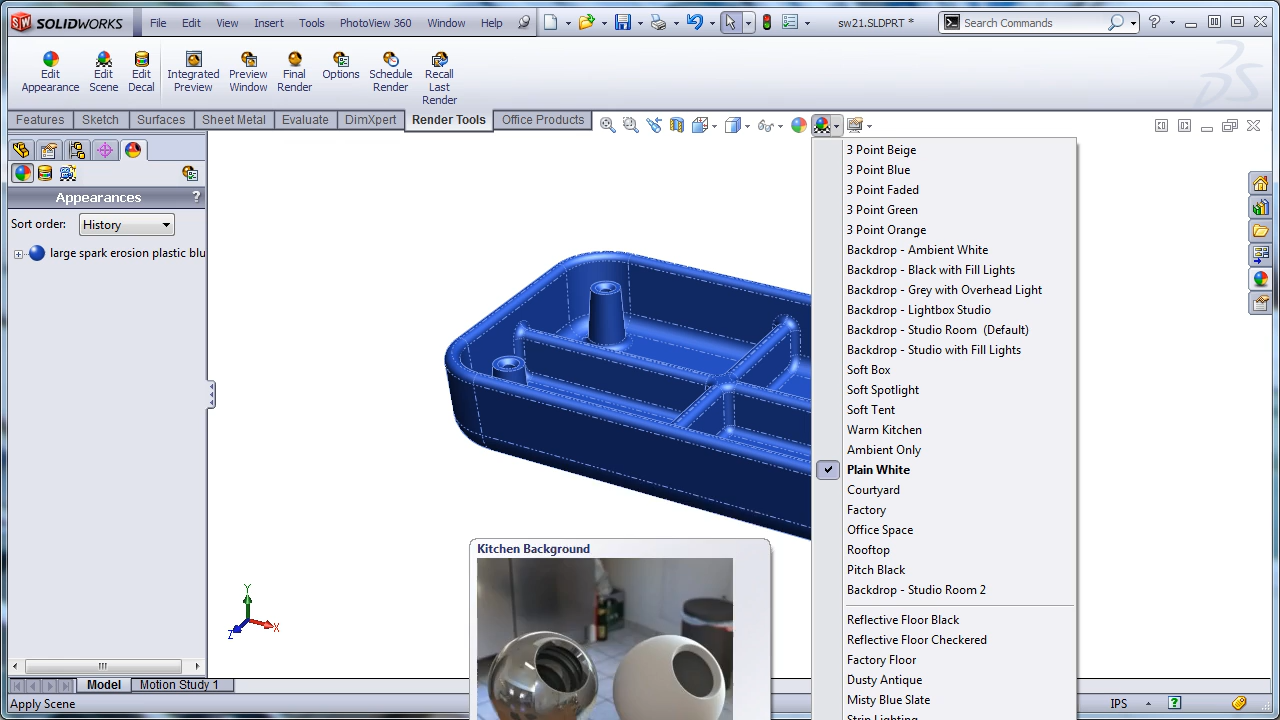 SOLIDWORKS File Edit View Insert Tools PhotoView 360 Window Help sw21.SLDPRT * Search Commands
Edit Appearance
Edit Scene
Edit Decal
Integrated Preview
Preview Window
Final Render
Options
Schedule Render
Recall Last Render
Features Sketch Surfaces Sheet Metal Evaluate DimXpert Render Tools Office Products
Appearances ?
Sort order: History
large spark erosion plastic blu
3 Point Beige
3 Point Blue
3 Point Faded
3 Point Green
3 Point Orange
Backdrop - Ambient White
Backdrop - Black with Fill Lights
Backdrop - Grey with Overhead Light
Backdrop - Lightbox Studio
Backdrop - Studio Room (Default)
Backdrop - Studio with Fill Lights
Soft Box
Soft Spotlight
Soft Tent
Warm Kitchen
Ambient Only
Plain White
Courtyard
Factory
Office Space
Rooftop
Pitch Black
Backdrop - Studio Room 2
Reflective Floor Black
Reflective Floor Checkered
Factory Floor
Dusty Antique
Misty Blue Slate
Strip Lighting
Kitchen Background
Y
X
Z
Model Motion Study 1
Apply Scene IPS